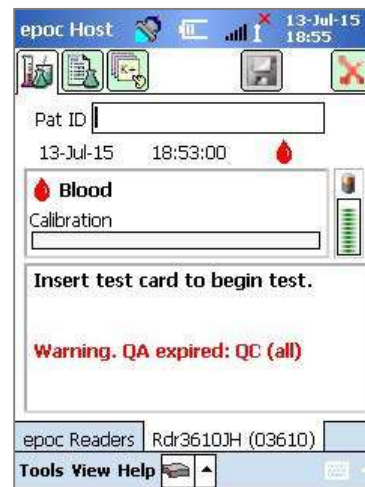 epoc Host 13-Jul-15
18:55
K+
Pat ID
13-Jul-15 18:53:00
Blood
Calibration
Insert test card to begin test.
Warning. QA expired: QC (all)
epoc Readers Rdr3610JH (03610)
Tools View Help